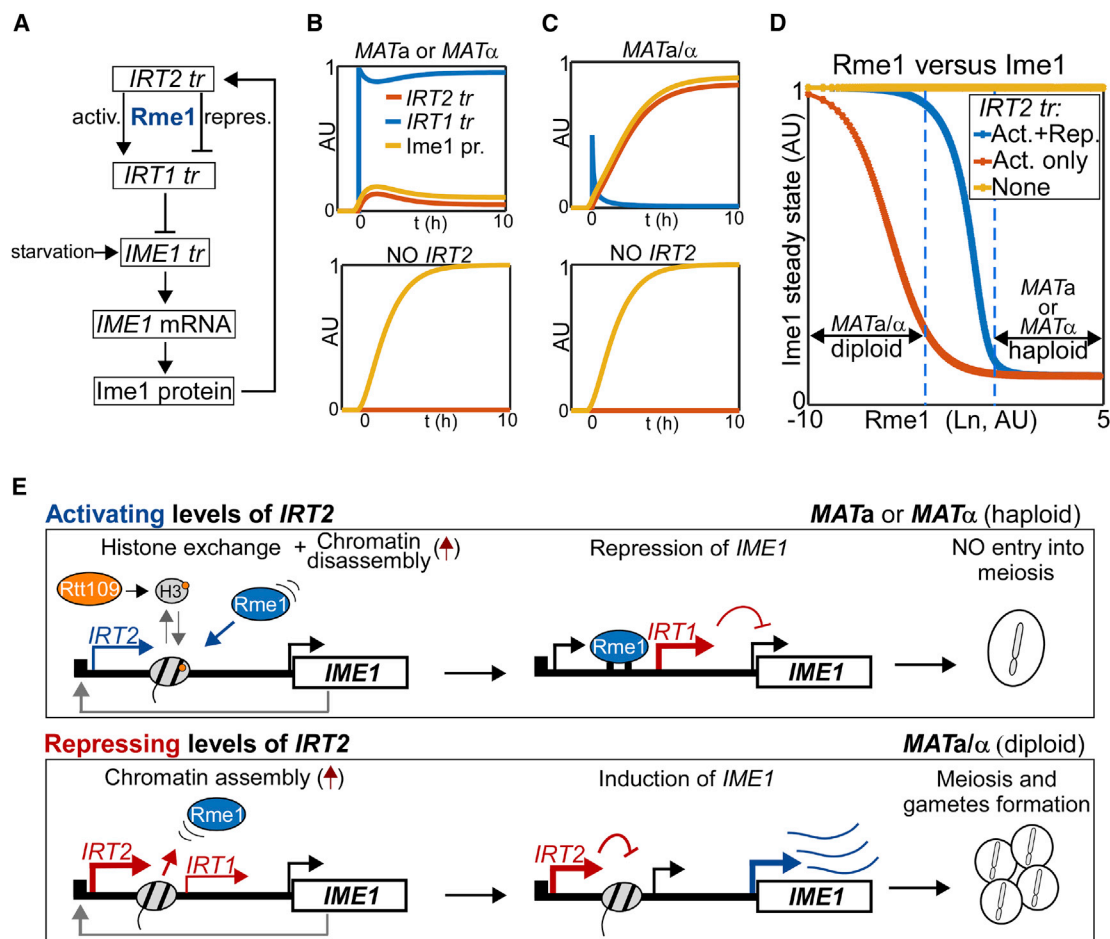 A
IRT2 tr
activ. Rme1 repres.
IRT1 tr
starvation
IME1 tr
IME1 mRNA
Ime1 protein
B
MATa or MATα
1
AU
0
IRT2 tr
IRT1 tr
Ime1 pr.
0 t (h) 10
NO IRT2
1
AU
0
0 t (h) 10
C
MATa/α
1
AU
0
0 t (h) 10
NO IRT2
1
AU
0
0 t (h) 10
D
Rme1 versus Ime1
1
Ime1 steady state (AU)
0
IRT2 tr:
Act.+Rep.
Act. only
None
MATa/α
diploid
MATa
or
MATα
haploid
-10 Rme1 (Ln, AU) 5
E
Activating levels of IRT2
MATa or MATα (haploid)
Histone exchange + Chromatin
disassembly ( )
Rtt109
H3
Rme1
IRT2
IME1
Repression of IME1
Rme1
IRT1
IME1
NO entry into
meiosis
Repressing levels of IRT2
MATa/α (diploid)
Chromatin assembly ( )
Rme1
IRT2
IRT1
IME1
Induction of IME1
IRT2
IME1
Meiosis and
gametes formation